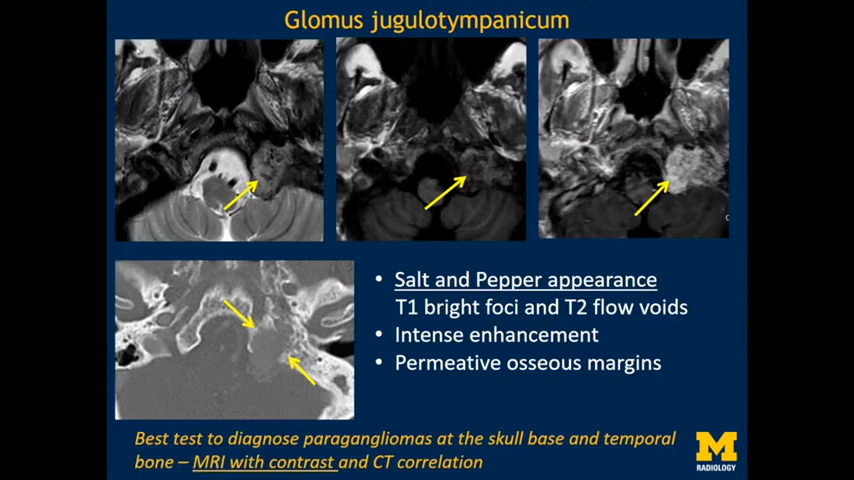 Glomus jugulotympanicum
• Salt and Pepper appearance
T1 bright foci and T2 flow voids
• Intense enhancement
• Permeative osseous margins
Best test to diagnose paragangliomas at the skull base and temporal
bone – MRI with contrast and CT correlation
M
RADIOLOGY